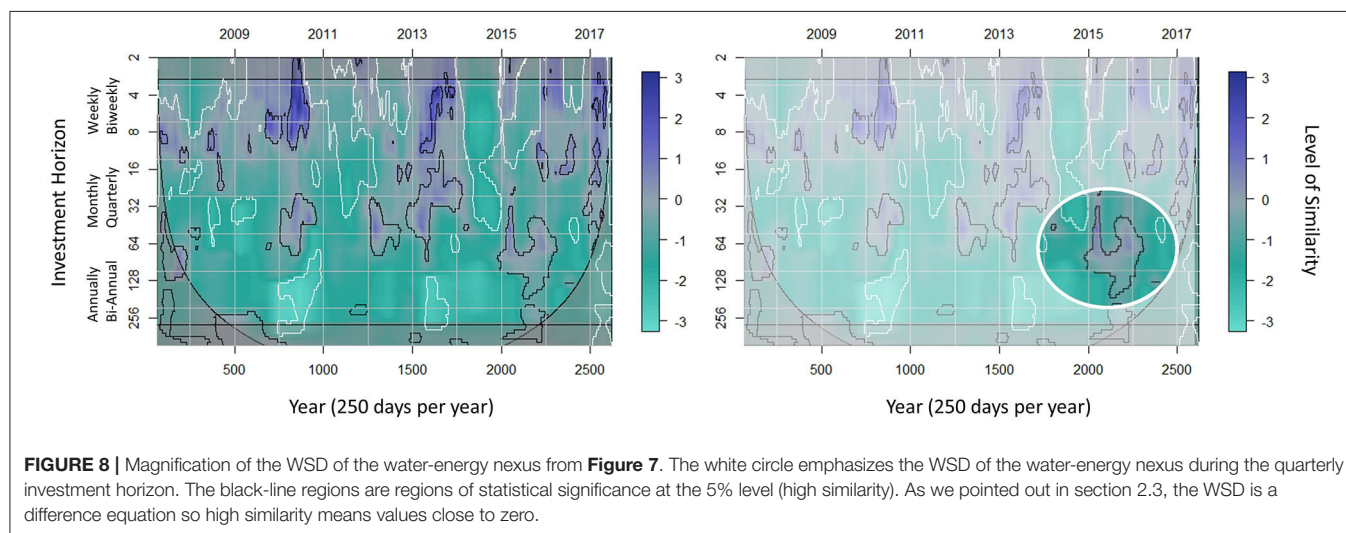 2009 2011 2013 2015 2017
2009 2011 2013 2015 2017
Investment Horizon
Weekly
Biweekly
Monthly
Quarterly
Annually
Bi-Annual
2
4
8
16
32
64
128
256
3
2
1
0
-1
-2
-3
2
4
8
16
32
64
128
256
3
2
1
0
-1
-2
-3
Level of Similarity
500 1000 1500 2000 2500
500 1000 1500 2000 2500
Year (250 days per year)
Year (250 days per year)
FIGURE 8 | Magnification of the WSD of the water-energy nexus from Figure 7. The white circle emphasizes the WSD of the water-energy nexus during the quarterly
investment horizon. The black-line regions are regions of statistical significance at the 5% level (high similarity). As we pointed out in section 2.3, the WSD is a
difference equation so high similarity means values close to zero.